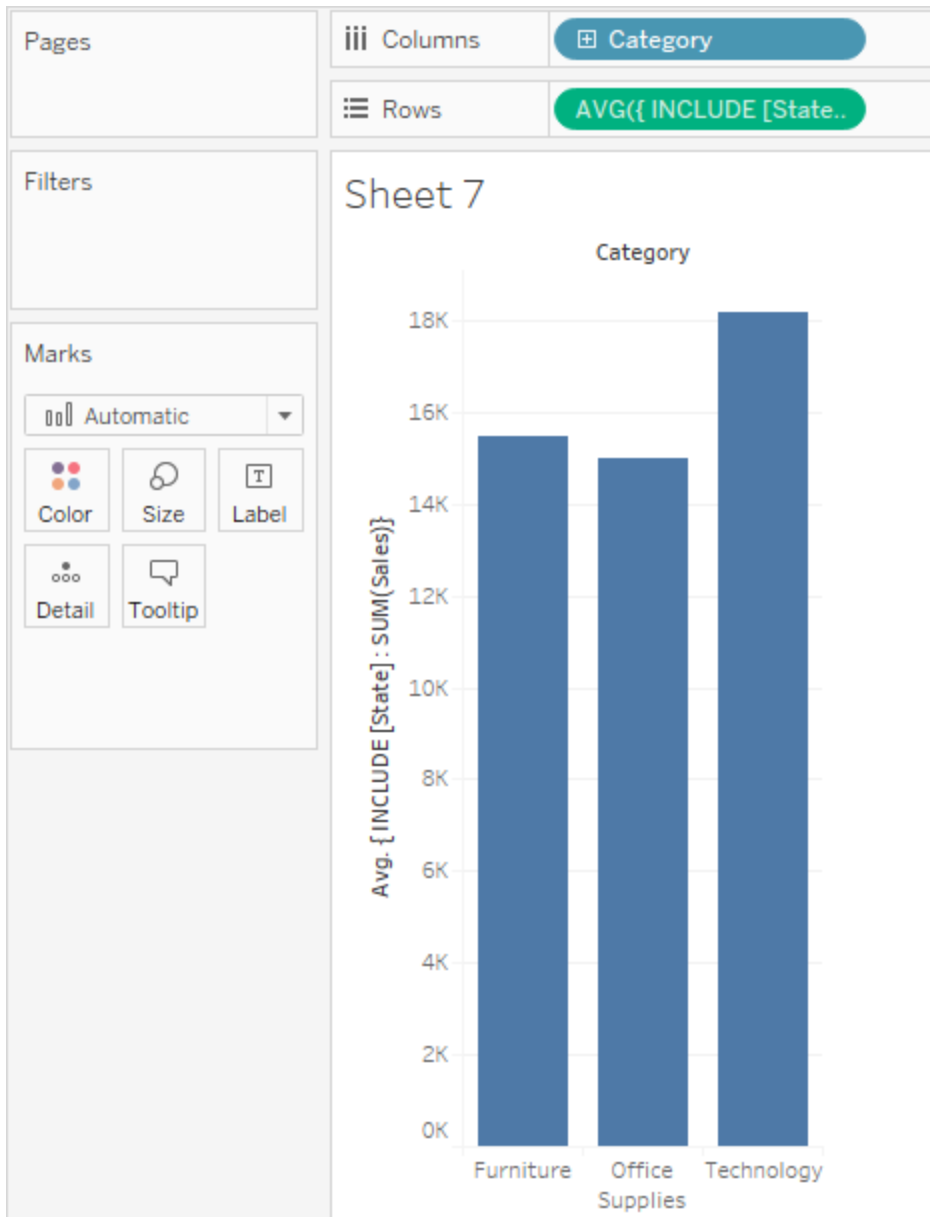 Pages
Columns
Category
Rows
AVG({ INCLUDE [State..
Filters
Marks
Automatic
Color
Size
Label
Detail
Tooltip
Sheet 7
Category
Avg. { INCLUDE [State] : SUM(Sales)}
18K
16K
14K
12K
10K
8K
6K
4K
2K
0K
Furniture
Office
Supplies
Technology